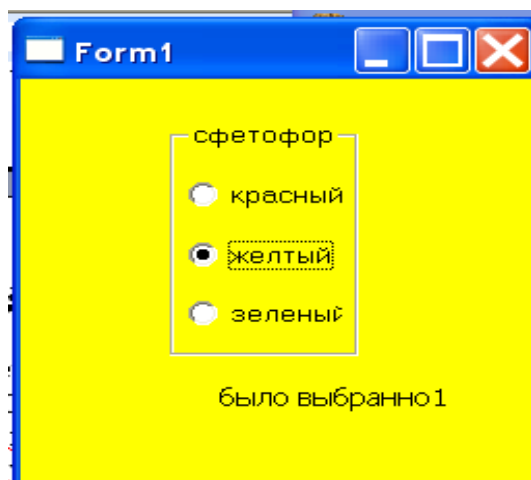 Form1
сфетофор
красный
желтый
зеленый
было выбранно1